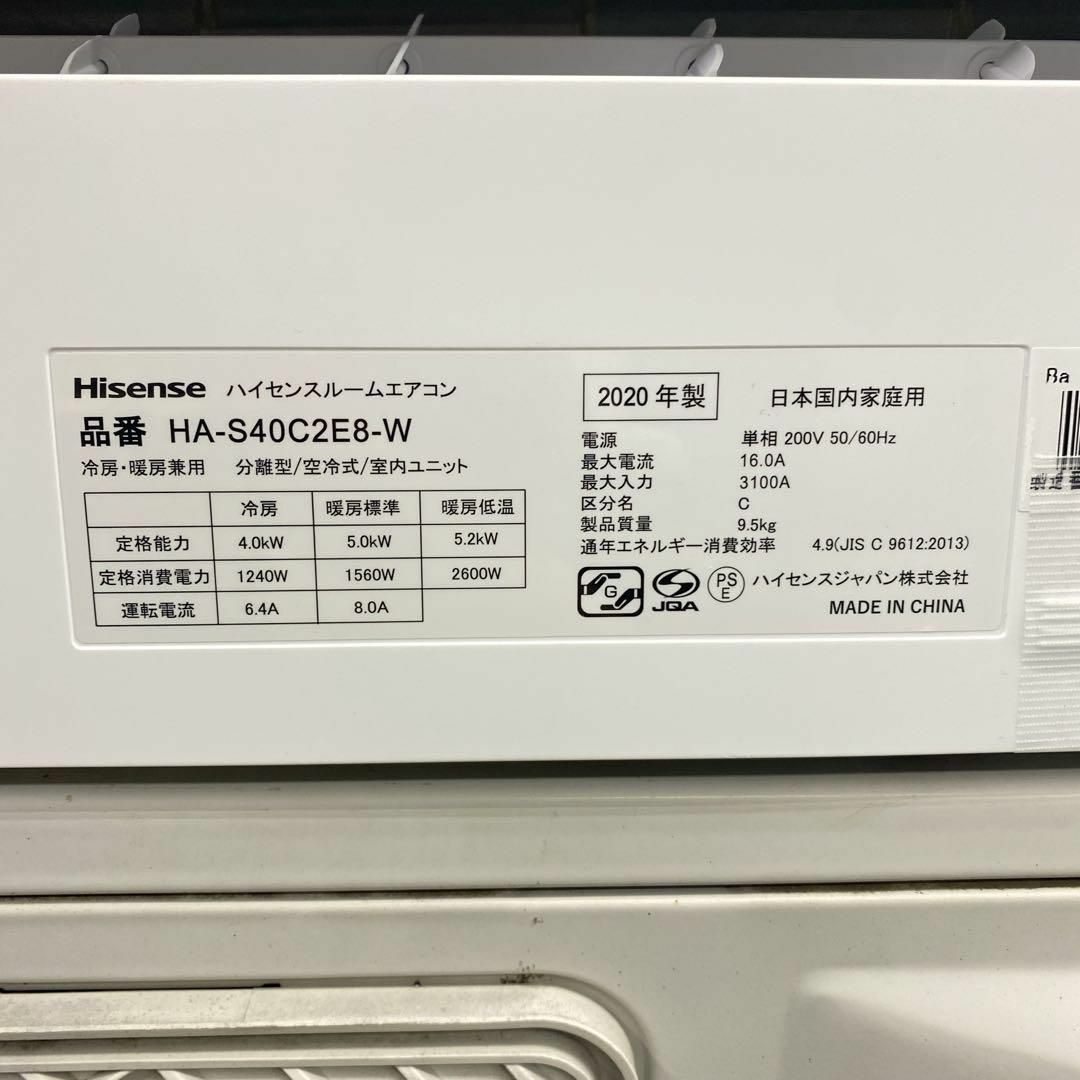 Hisense ハイセンスルームエアコン
品番 HA-S40C2E8-W
冷房・暖房兼用 分離型/空冷式/室内ユニット
冷房 暖房標準 暖房低温
定格能力 4.0kW 5.0kW 5.2kW
定格消費電力 1240W 1560W 2600W
運転電流 6.4A 8.0A
2020年製 日本国内家庭用
電源 単相 200V 50/60Hz
最大電流 16.0A
最大入力 3100A
区分名 C
製品質量 9.5kg
通年エネルギー消費効率 4.9(JIS C 9612:2013)
G JQA PSE ハイセンスジャパン株式会社
MADE IN CHINA
Ba
製造番